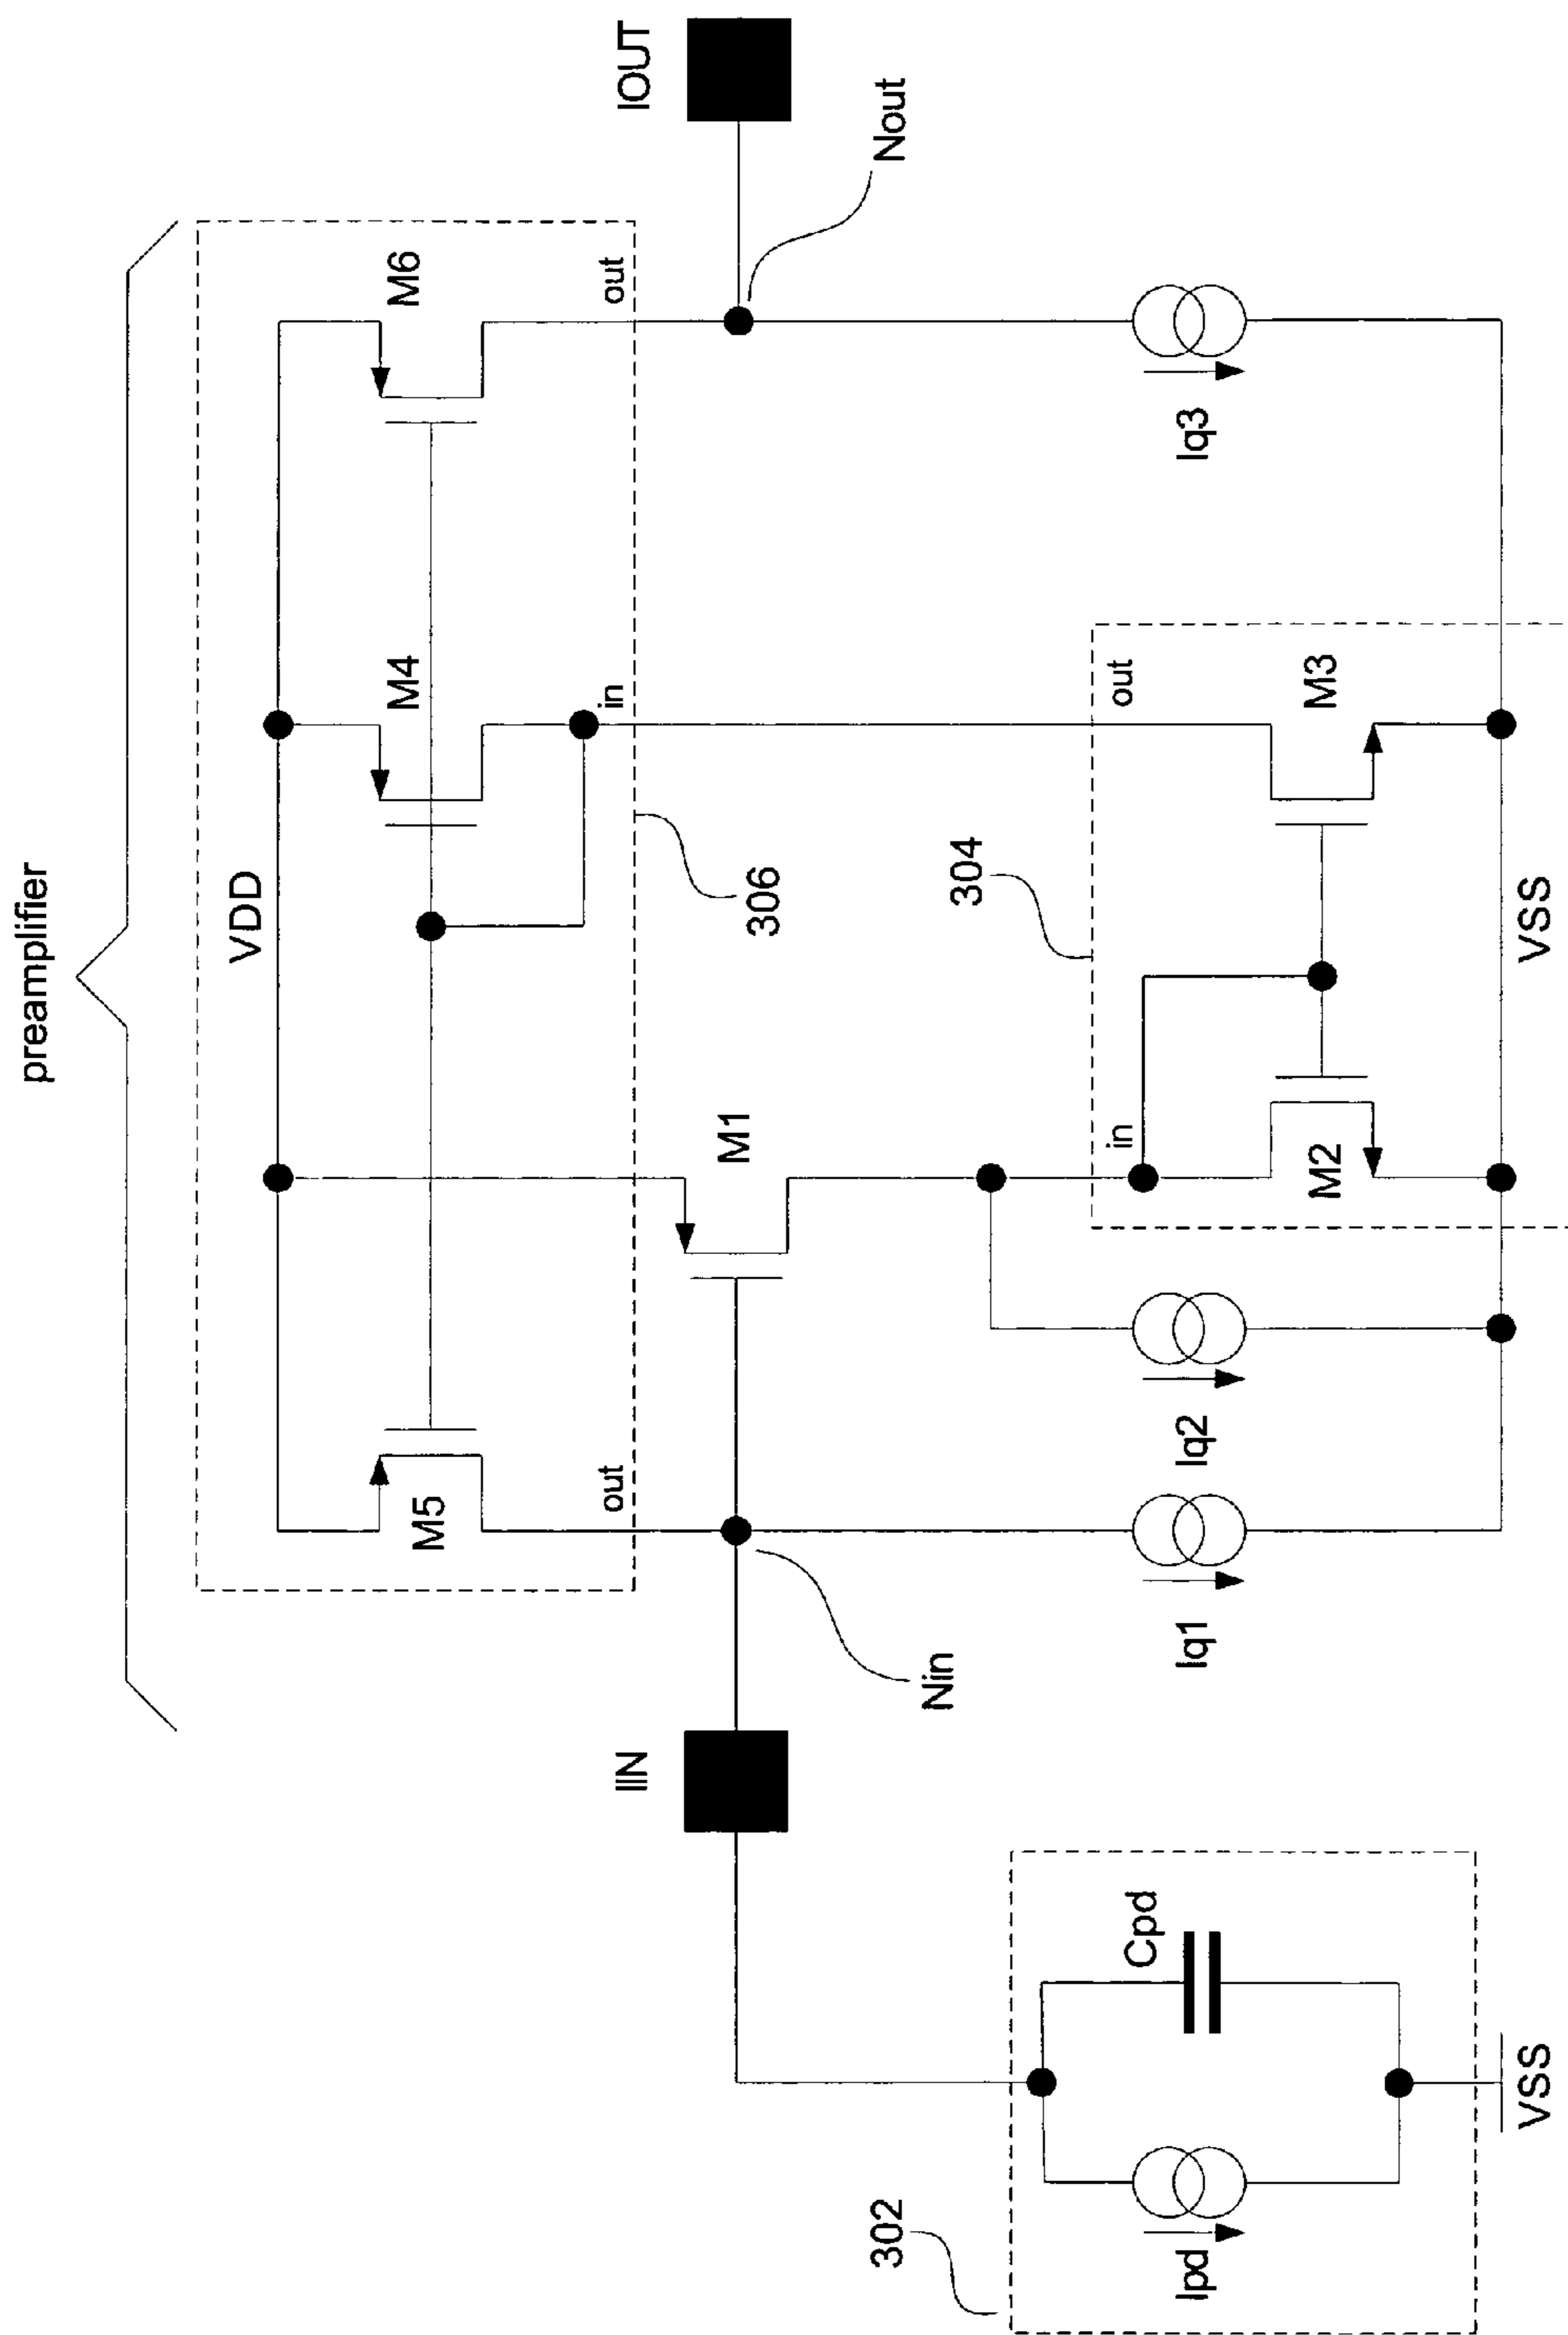 preamplifier
VDD
M5
M4
M6
out
in
out
306
IIN
Nin
M1
IOUT
Nout
304
in
out
M2
M3
Iq1
Iq2
Iq3
VSS
302
Ipd
Cpd
VSS